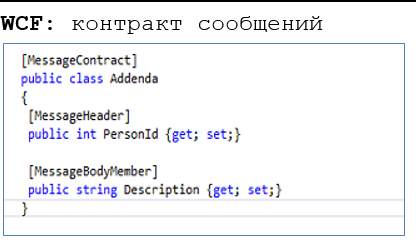 WCF: контракт сообщений
[MessageContract]
public class Addenda
{
[MessageHeader]
public int PersonId {get; set;}
[MessageBodyMember]
public string Description {get; set;}
}